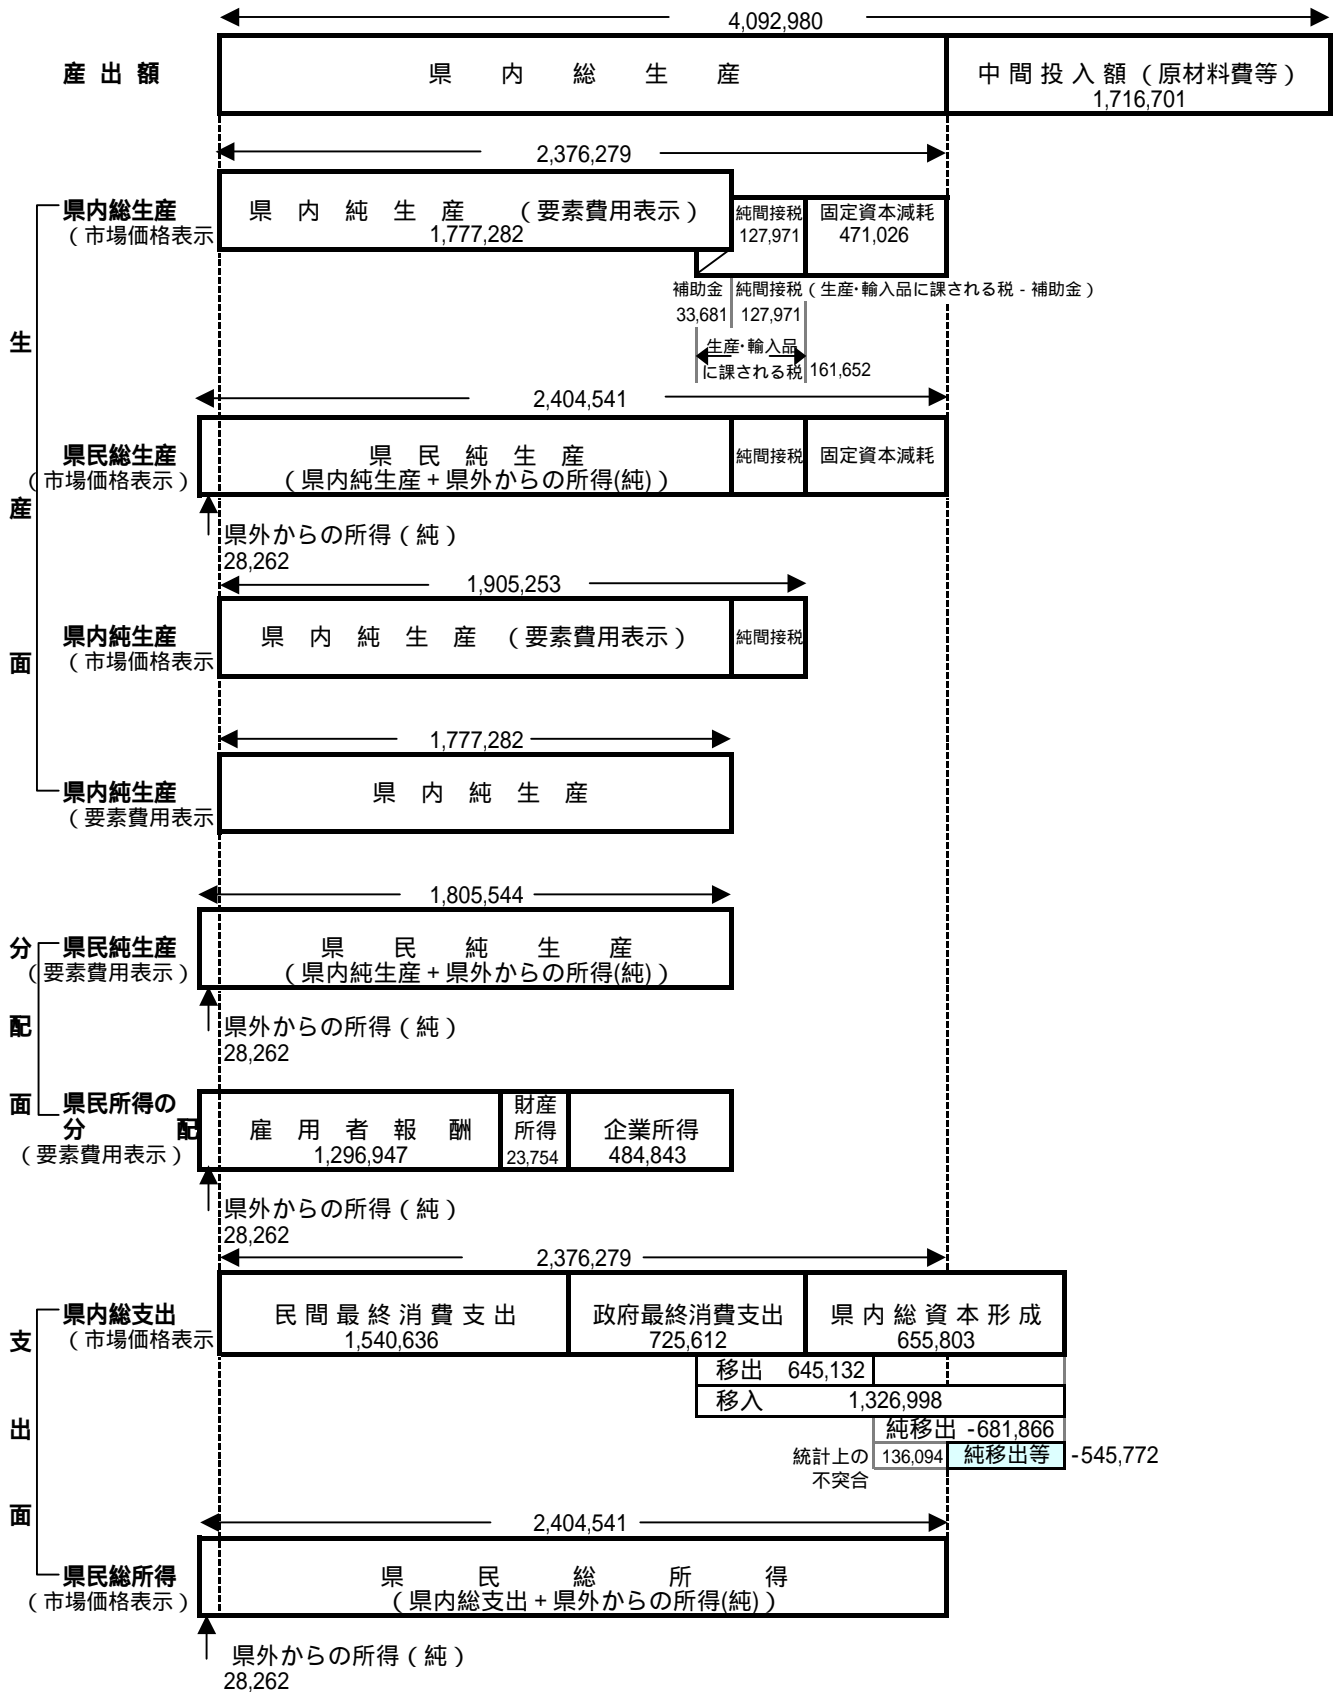 4,092,980
産出額
県内総生産
中間投入額（原材料費等）
1,716,701
2,376,279
県内総生産
（市場価格表示
県内純生産（要素費用表示）
1,777,282
純間接税
127,971
固定資本減耗
471,026
補助金
33,681
純間接税（生産・輸入品に課される税 - 補助金）
127,971
生産・輸入品
に課される税
161,652
生産面
2,404,541
県民総生産
（市場価格表示）
県民純生産
（県内純生産 + 県外からの所得(純)）
純間接税
固定資本減耗
県外からの所得（純）
28,262
1,905,253
県内純生産
（市場価格表示
県内純生産（要素費用表示）
純間接税
1,777,282
県内純生産
（要素費用表示
県内純生産
1,805,544
分配面
県民純生産
（要素費用表示）
県民純生産
（県内純生産 + 県外からの所得(純)）
県外からの所得（純）
28,262
県民所得の
分配
（要素費用表示）
雇用者報酬
1,296,947
財産
所得
23,754
企業所得
484,843
県外からの所得（純）
28,262
2,376,279
支出面
県内総支出
（市場価格表示
民間最終消費支出
1,540,636
政府最終消費支出
725,612
県内総資本形成
655,803
移出 645,132
移入 1,326,998
純移出 -681,866
統計上の
不突合
136,094
純移出等
-545,772
2,404,541
県民総所得
（市場価格表示）
県民総所得
（県内総支出 + 県外からの所得(純)）
県外からの所得（純）
28,262